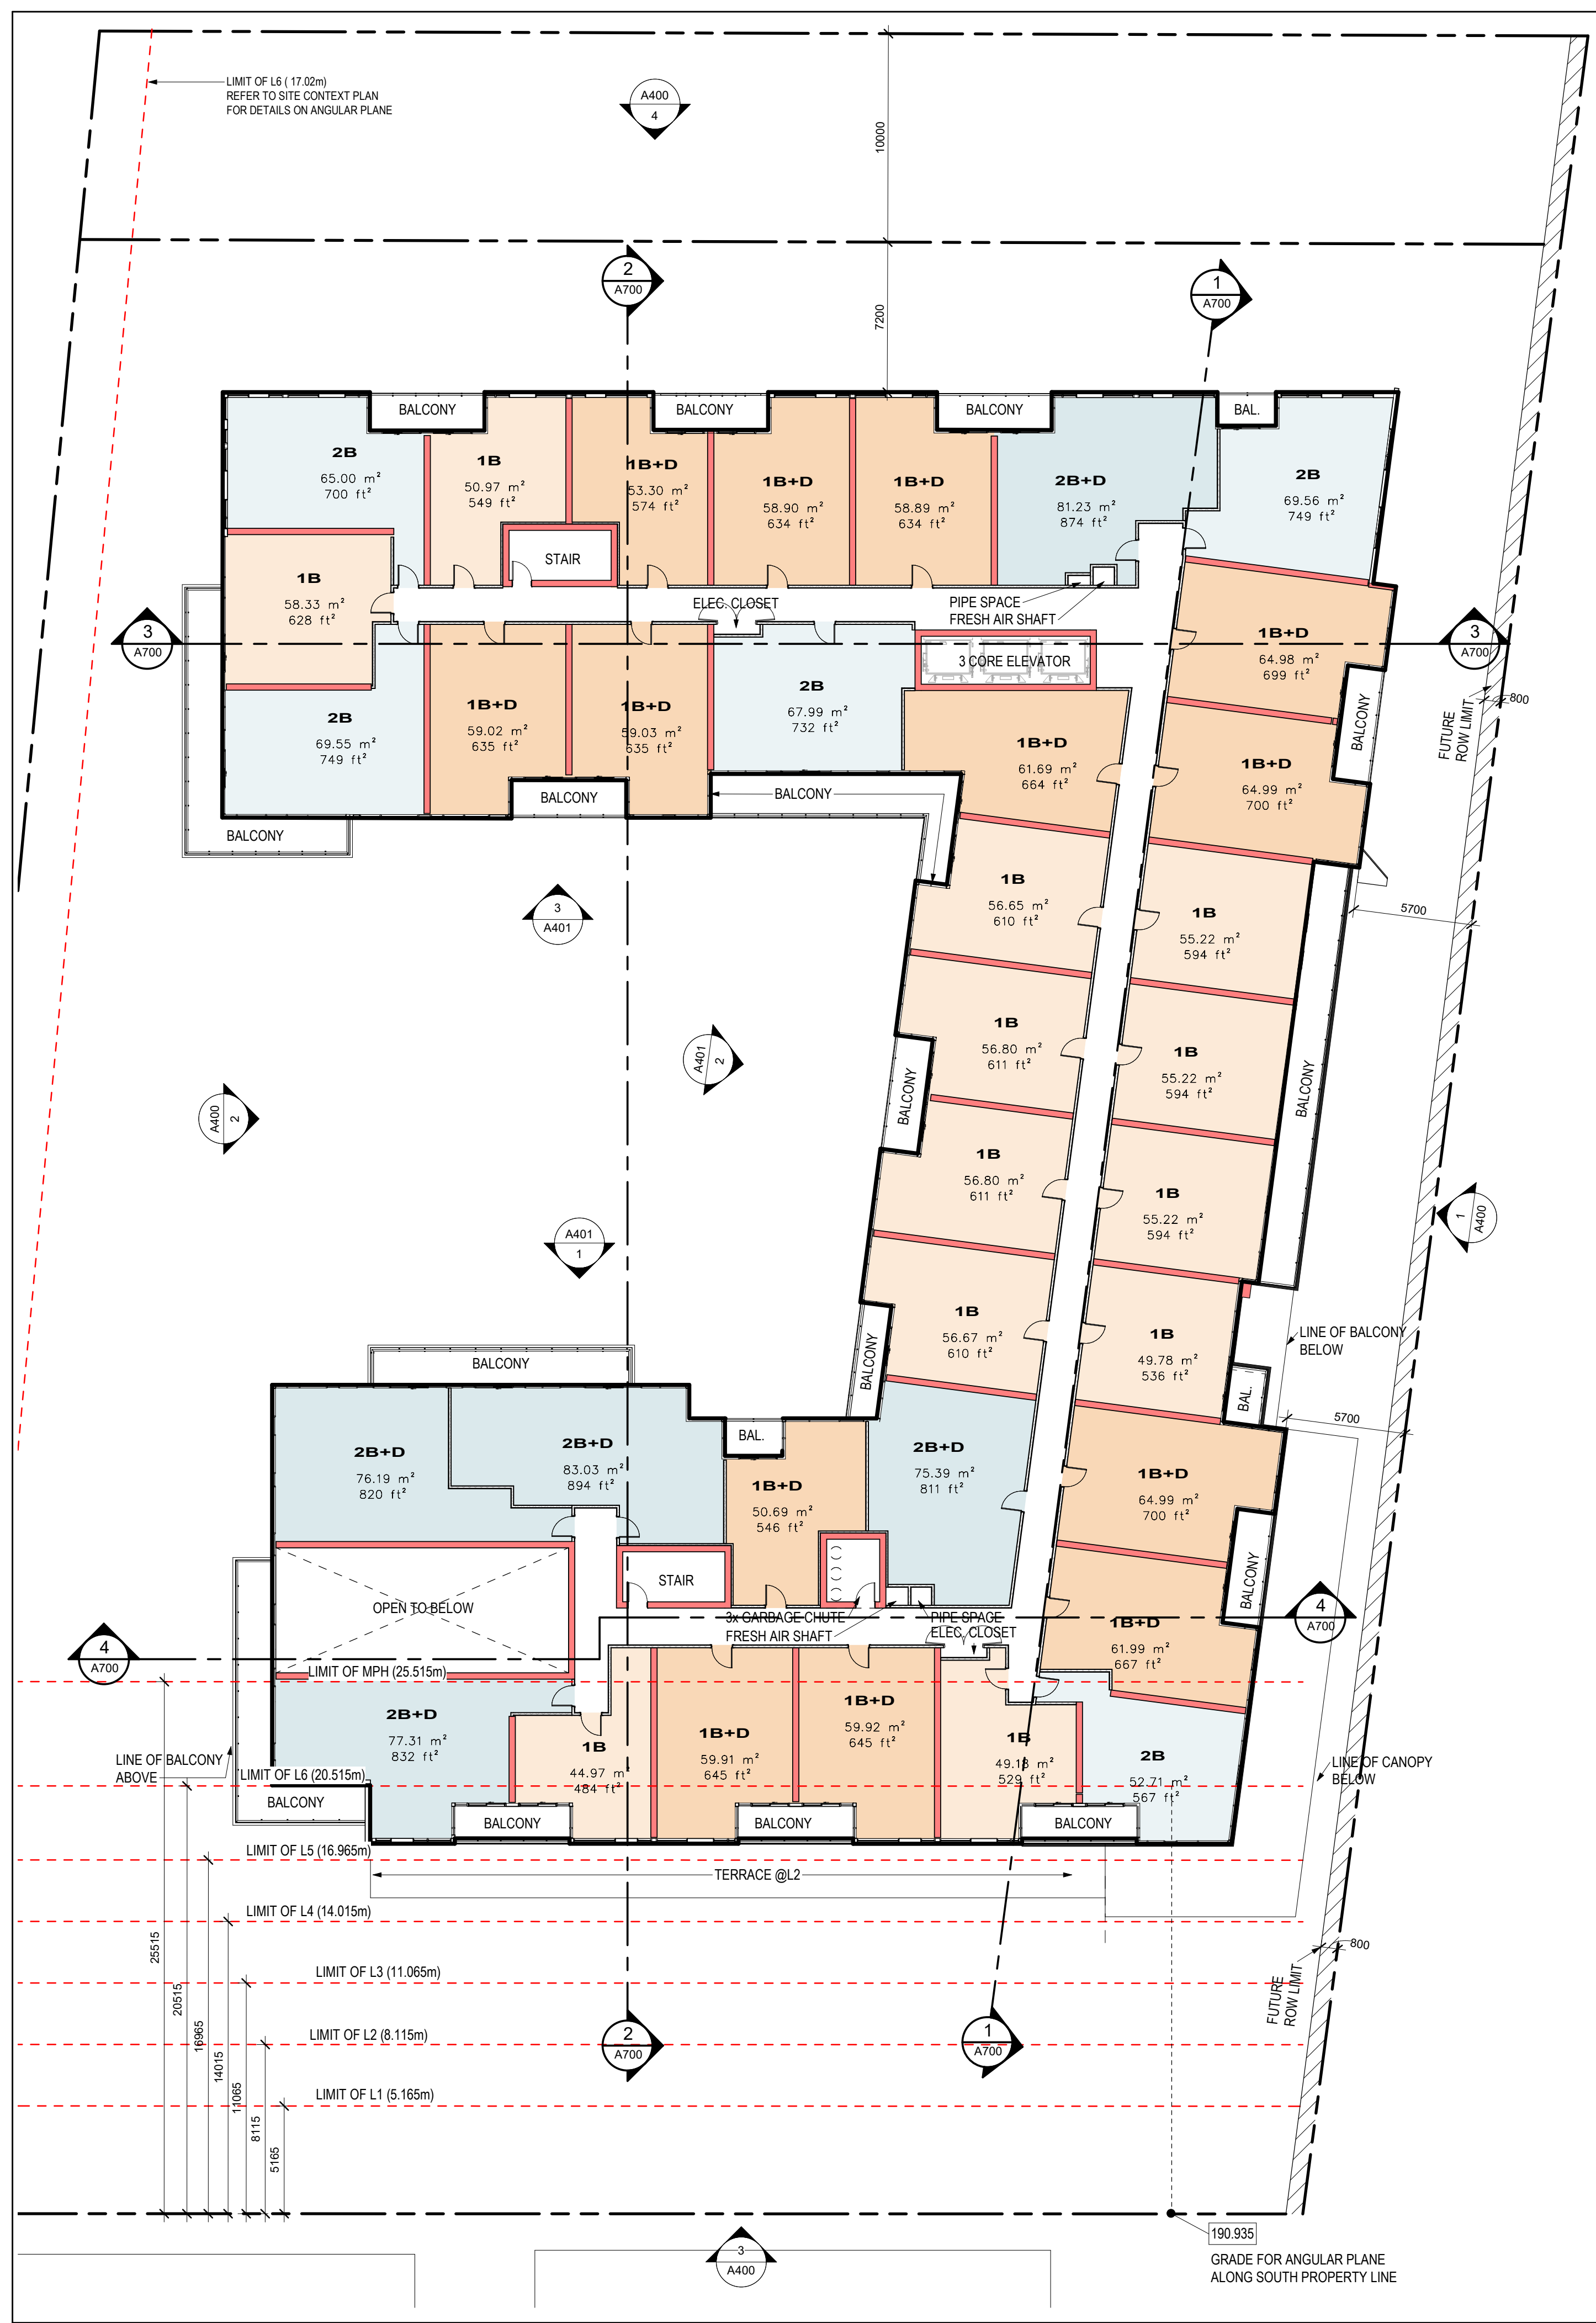 LIMIT OF L6 ( 17.02m)
REFER TO SITE CONTEXT PLAN
FOR DETAILS ON ANGULAR PLANE
A400
4
10000
7200
2
A700
1
A700
BALCONY
BALCONY
BALCONY
BAL.
2B
65.00 m²
700 ft²
1B
50.97 m²
549 ft²
1B+D
53.30 m²
574 ft²
1B+D
58.90 m²
634 ft²
1B+D
58.89 m²
634 ft²
2B+D
81.23 m²
874 ft²
2B
69.56 m²
749 ft²
STAIR
1B
58.33 m²
628 ft²
ELEC. CLOSET
PIPE SPACE
FRESH AIR SHAFT
3
A700
3 CORE ELEVATOR
1B+D
64.98 m²
699 ft²
3
A700
2B
69.55 m²
749 ft²
1B+D
59.02 m²
635 ft²
1B+D
59.03 m²
635 ft²
2B
67.99 m²
732 ft²
1B+D
61.69 m²
664 ft²
1B+D
64.99 m²
700 ft²
BALCONY
FUTURE
ROW LIMIT
800
BALCONY
BALCONY
BALCONY
3
A401
1B
56.65 m²
610 ft²
1B
55.22 m²
594 ft²
5700
A401
2
1B
56.80 m²
611 ft²
1B
55.22 m²
594 ft²
BALCONY
BALCONY
A400
2
1B
56.80 m²
611 ft²
1B
55.22 m²
594 ft²
1
A400
A401
1
1B
56.67 m²
610 ft²
1B
49.78 m²
536 ft²
LINE OF BALCONY
BELOW
BALCONY
BALCONY
BAL.
5700
2B+D
76.19 m²
820 ft²
2B+D
83.03 m²
894 ft²
BAL.
1B+D
50.69 m²
546 ft²
2B+D
75.39 m²
811 ft²
1B+D
64.99 m²
700 ft²
BALCONY
STAIR
OPEN TO BELOW
3x GARBAGE CHUTE
FRESH AIR SHAFT
PIPE SPACE
ELEC. CLOSET
1B+D
61.99 m²
667 ft²
4
A700
4
A700
LIMIT OF MPH (25.515m)
2B+D
77.31 m²
832 ft²
1B
44.97 m²
484 ft²
1B+D
59.91 m²
645 ft²
1B+D
59.92 m²
645 ft²
1B
49.18 m²
529 ft²
2B
52.71 m²
567 ft²
LINE OF BALCONY
ABOVE
LINE OF CANOPY
BELOW
LIMIT OF L6 (20.515m)
BALCONY
BALCONY
BALCONY
BALCONY
LIMIT OF L5 (16.965m)
TERRACE @L2
LIMIT OF L4 (14.015m)
LIMIT OF L3 (11.065m)
800
FUTURE
ROW LIMIT
LIMIT OF L2 (8.115m)
2
A700
1
A700
LIMIT OF L1 (5.165m)
25515
20515
16965
14015
11065
8115
5165
190.935
GRADE FOR ANGULAR PLANE
ALONG SOUTH PROPERTY LINE
3
A400